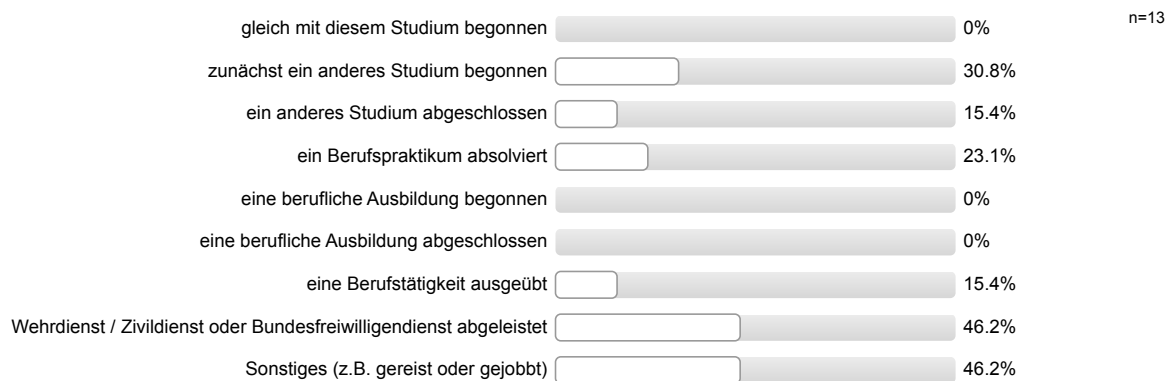 n=13
gleich mit diesem Studium begonnen 0%
zunächst ein anderes Studium begonnen 30.8%
ein anderes Studium abgeschlossen 15.4%
ein Berufspraktikum absolviert 23.1%
eine berufliche Ausbildung begonnen 0%
eine berufliche Ausbildung abgeschlossen 0%
eine Berufstätigkeit ausgeübt 15.4%
Wehrdienst / Zivildienst oder Bundesfreiwilligendienst abgeleistet 46.2%
Sonstiges (z.B. gereist oder gejobbt) 46.2%